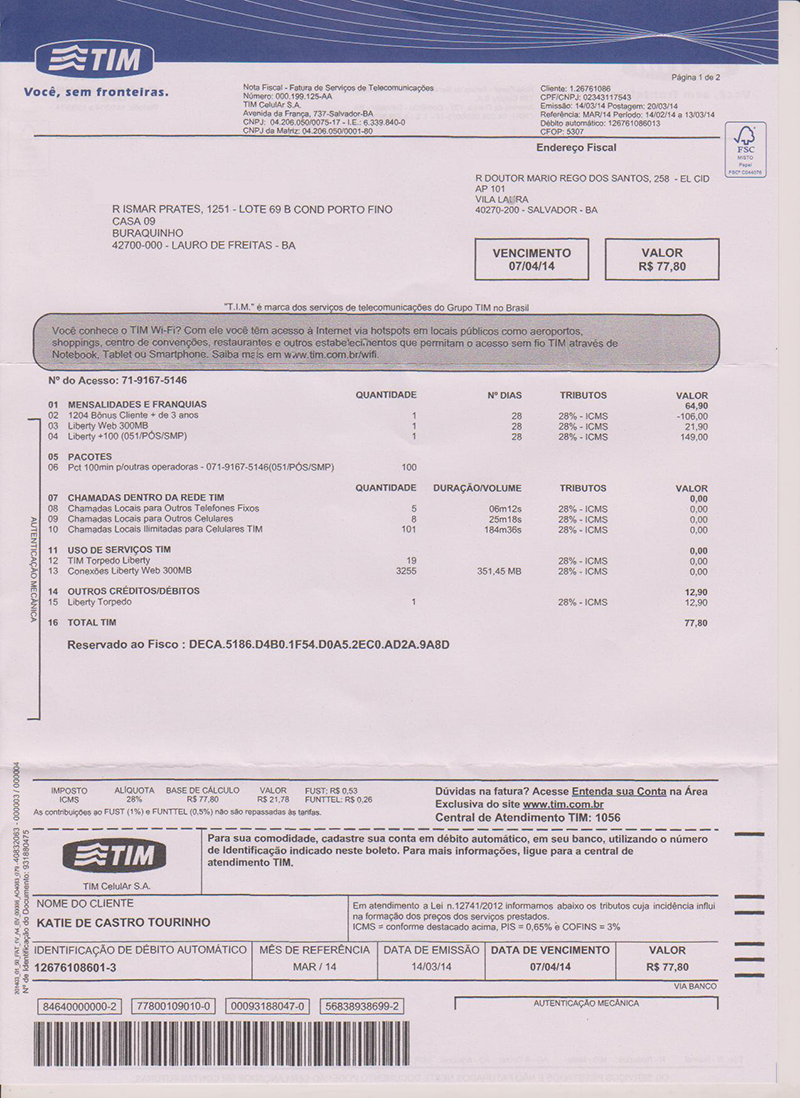 TIM
Você, sem fronteiras.
Página 1 de 2
Nota Fiscal - Fatura de Serviços de Telecomunicações
Número: 000.199.125-AA
TIM CelulAr S.A.
Avenida da França, 737-Salvador-BA
CNPJ: 04.206.050/0075-17 - I.E.: 6.339.840-0
CNPJ da Matriz: 04.206.050/0001-80
Cliente: 1.26761086
CPF/CNPJ: 02343117543
Emissão: 14/03/14 Postagem: 20/03/14
Referência: MAR/14 Período: 14/02/14 a 13/03/14
Débito automático: 126761086013
CFOP: 5307
FSC
MISTO
Papel
FSC® C044076
Endereço Fiscal
R DOUTOR MARIO REGO DOS SANTOS, 258 - EL CID
AP 101
VILA LAURA
40270-200 - SALVADOR - BA
R ISMAR PRATES, 1251 - LOTE 69 B COND PORTO FINO
CASA 09
BURAQUINHO
42700-000 - LAURO DE FREITAS - BA
VENCIMENTO
07/04/14
VALOR
R$ 77,80
"T.I.M." é marca dos serviços de telecomunicações do Grupo TIM no Brasil
Você conhece o TIM Wi-Fi? Com ele você têm acesso à Internet via hotspots em locais públicos como aeroportos,
shoppings, centro de convenções, restaurantes e outros estabelecimentos que permitam o acesso sem fio TIM através de
Notebook, Tablet ou Smartphone. Saiba mais em www.tim.com.br/wifi.
Nº do Acesso: 71-9167-5146
QUANTIDADE Nº DIAS TRIBUTOS VALOR
01 MENSALIDADES E FRANQUIAS 64,90
02 1204 Bônus Cliente + de 3 anos 1 28 28% - ICMS -106,00
03 Liberty Web 300MB 1 28 28% - ICMS 21,90
04 Liberty +100 (051/PÓS/SMP) 1 28 28% - ICMS 149,00
05 PACOTES
06 Pct 100min p/outras operadoras - 071-9167-5146(051/PÓS/SMP) 100
QUANTIDADE DURAÇÃO/VOLUME TRIBUTOS VALOR
07 CHAMADAS DENTRO DA REDE TIM 0,00
08 Chamadas Locais para Outros Telefones Fixos 5 06m12s 28% - ICMS 0,00
09 Chamadas Locais para Outros Celulares 8 25m18s 28% - ICMS 0,00
10 Chamadas Locais Ilimitadas para Celulares TIM 101 184m36s 28% - ICMS 0,00
11 USO DE SERVIÇOS TIM 0,00
12 TIM Torpedo Liberty 19 28% - ICMS 0,00
13 Conexões Liberty Web 300MB 3255 351,45 MB 28% - ICMS 0,00
14 OUTROS CRÉDITOS/DÉBITOS 12,90
15 Liberty Torpedo 1 28% - ICMS 12,90
16 TOTAL TIM 77,80
Reservado ao Fisco : DECA.5186.D4B0.1F54.D0A5.2EC0.AD2A.9A8D
AUTENTICAÇÃO MECÂNICA
IMPOSTO ALÍQUOTA BASE DE CÁLCULO VALOR FUST: R$ 0,53
ICMS 28% R$ 77,80 R$ 21,78 FUNTTEL: R$ 0,26
As contribuições ao FUST (1%) e FUNTTEL (0,5%) não são repassadas às tarifas.
Dúvidas na fatura? Acesse Entenda sua Conta na Área
Exclusiva do site www.tim.com.br
Central de Atendimento TIM: 1056
TIM
TIM CelulAr S.A.
Para sua comodidade, cadastre sua conta em débito automático, em seu banco, utilizando o número
de Identificação indicado neste boleto. Para mais informações, ligue para a central de
atendimento TIM.
NOME DO CLIENTE
KATIE DE CASTRO TOURINHO
Em atendimento a Lei n.12741/2012 informamos abaixo os tributos cuja incidência influi
na formação dos preços dos serviços prestados.
ICMS = conforme destacado acima, PIS = 0,65% e COFINS = 3%
IDENTIFICAÇÃO DE DÉBITO AUTOMÁTICO MÊS DE REFERÊNCIA DATA DE EMISSÃO DATA DE VENCIMENTO VALOR
12676108601-3 MAR / 14 14/03/14 07/04/14 R$ 77,80
VIA BANCO
84640000000-2 77800109010-0 00093188047-0 56838938699-2
AUTENTICAÇÃO MECÂNICA
Nº de Identificação do Documento: 931880475